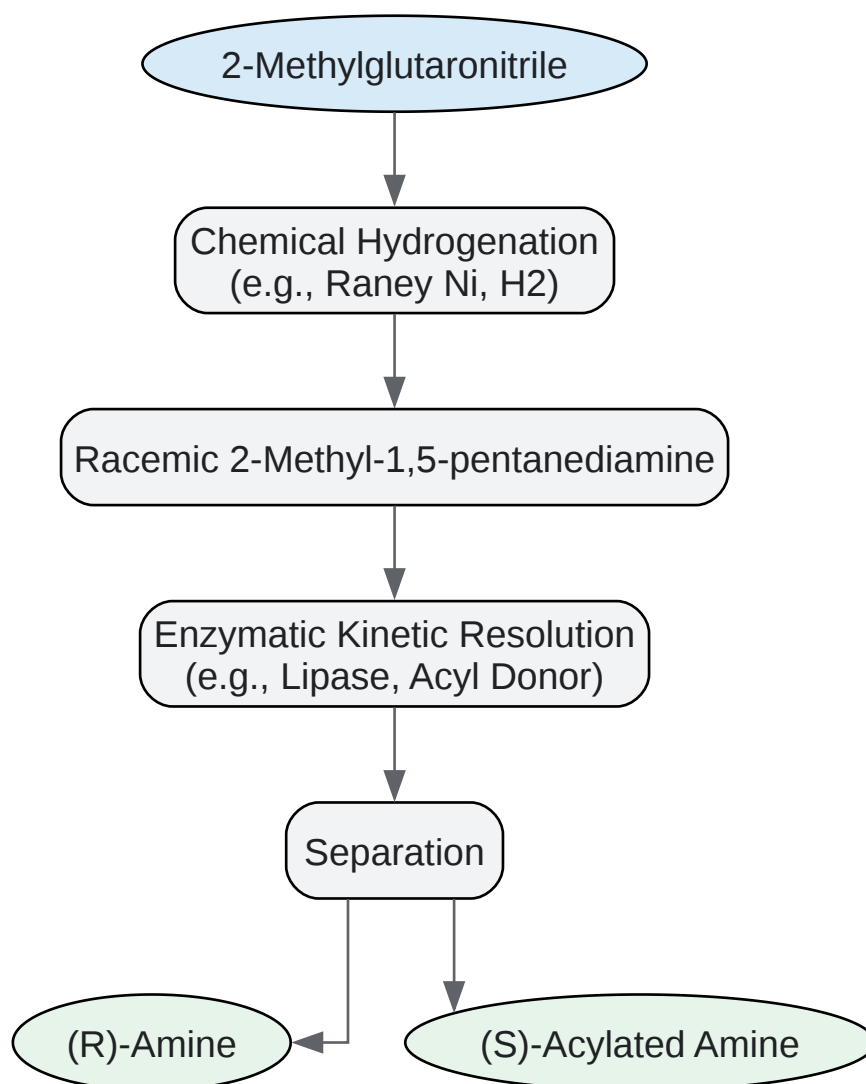 2-Methylglutaronitrile
Chemical Hydrogenation
(e.g., Raney Ni, H2)
Racemic 2-Methyl-1,5-pentanediamine
Enzymatic Kinetic Resolution
(e.g., Lipase, Acyl Donor)
Separation
(R)-Amine
(S)-Acylated Amine